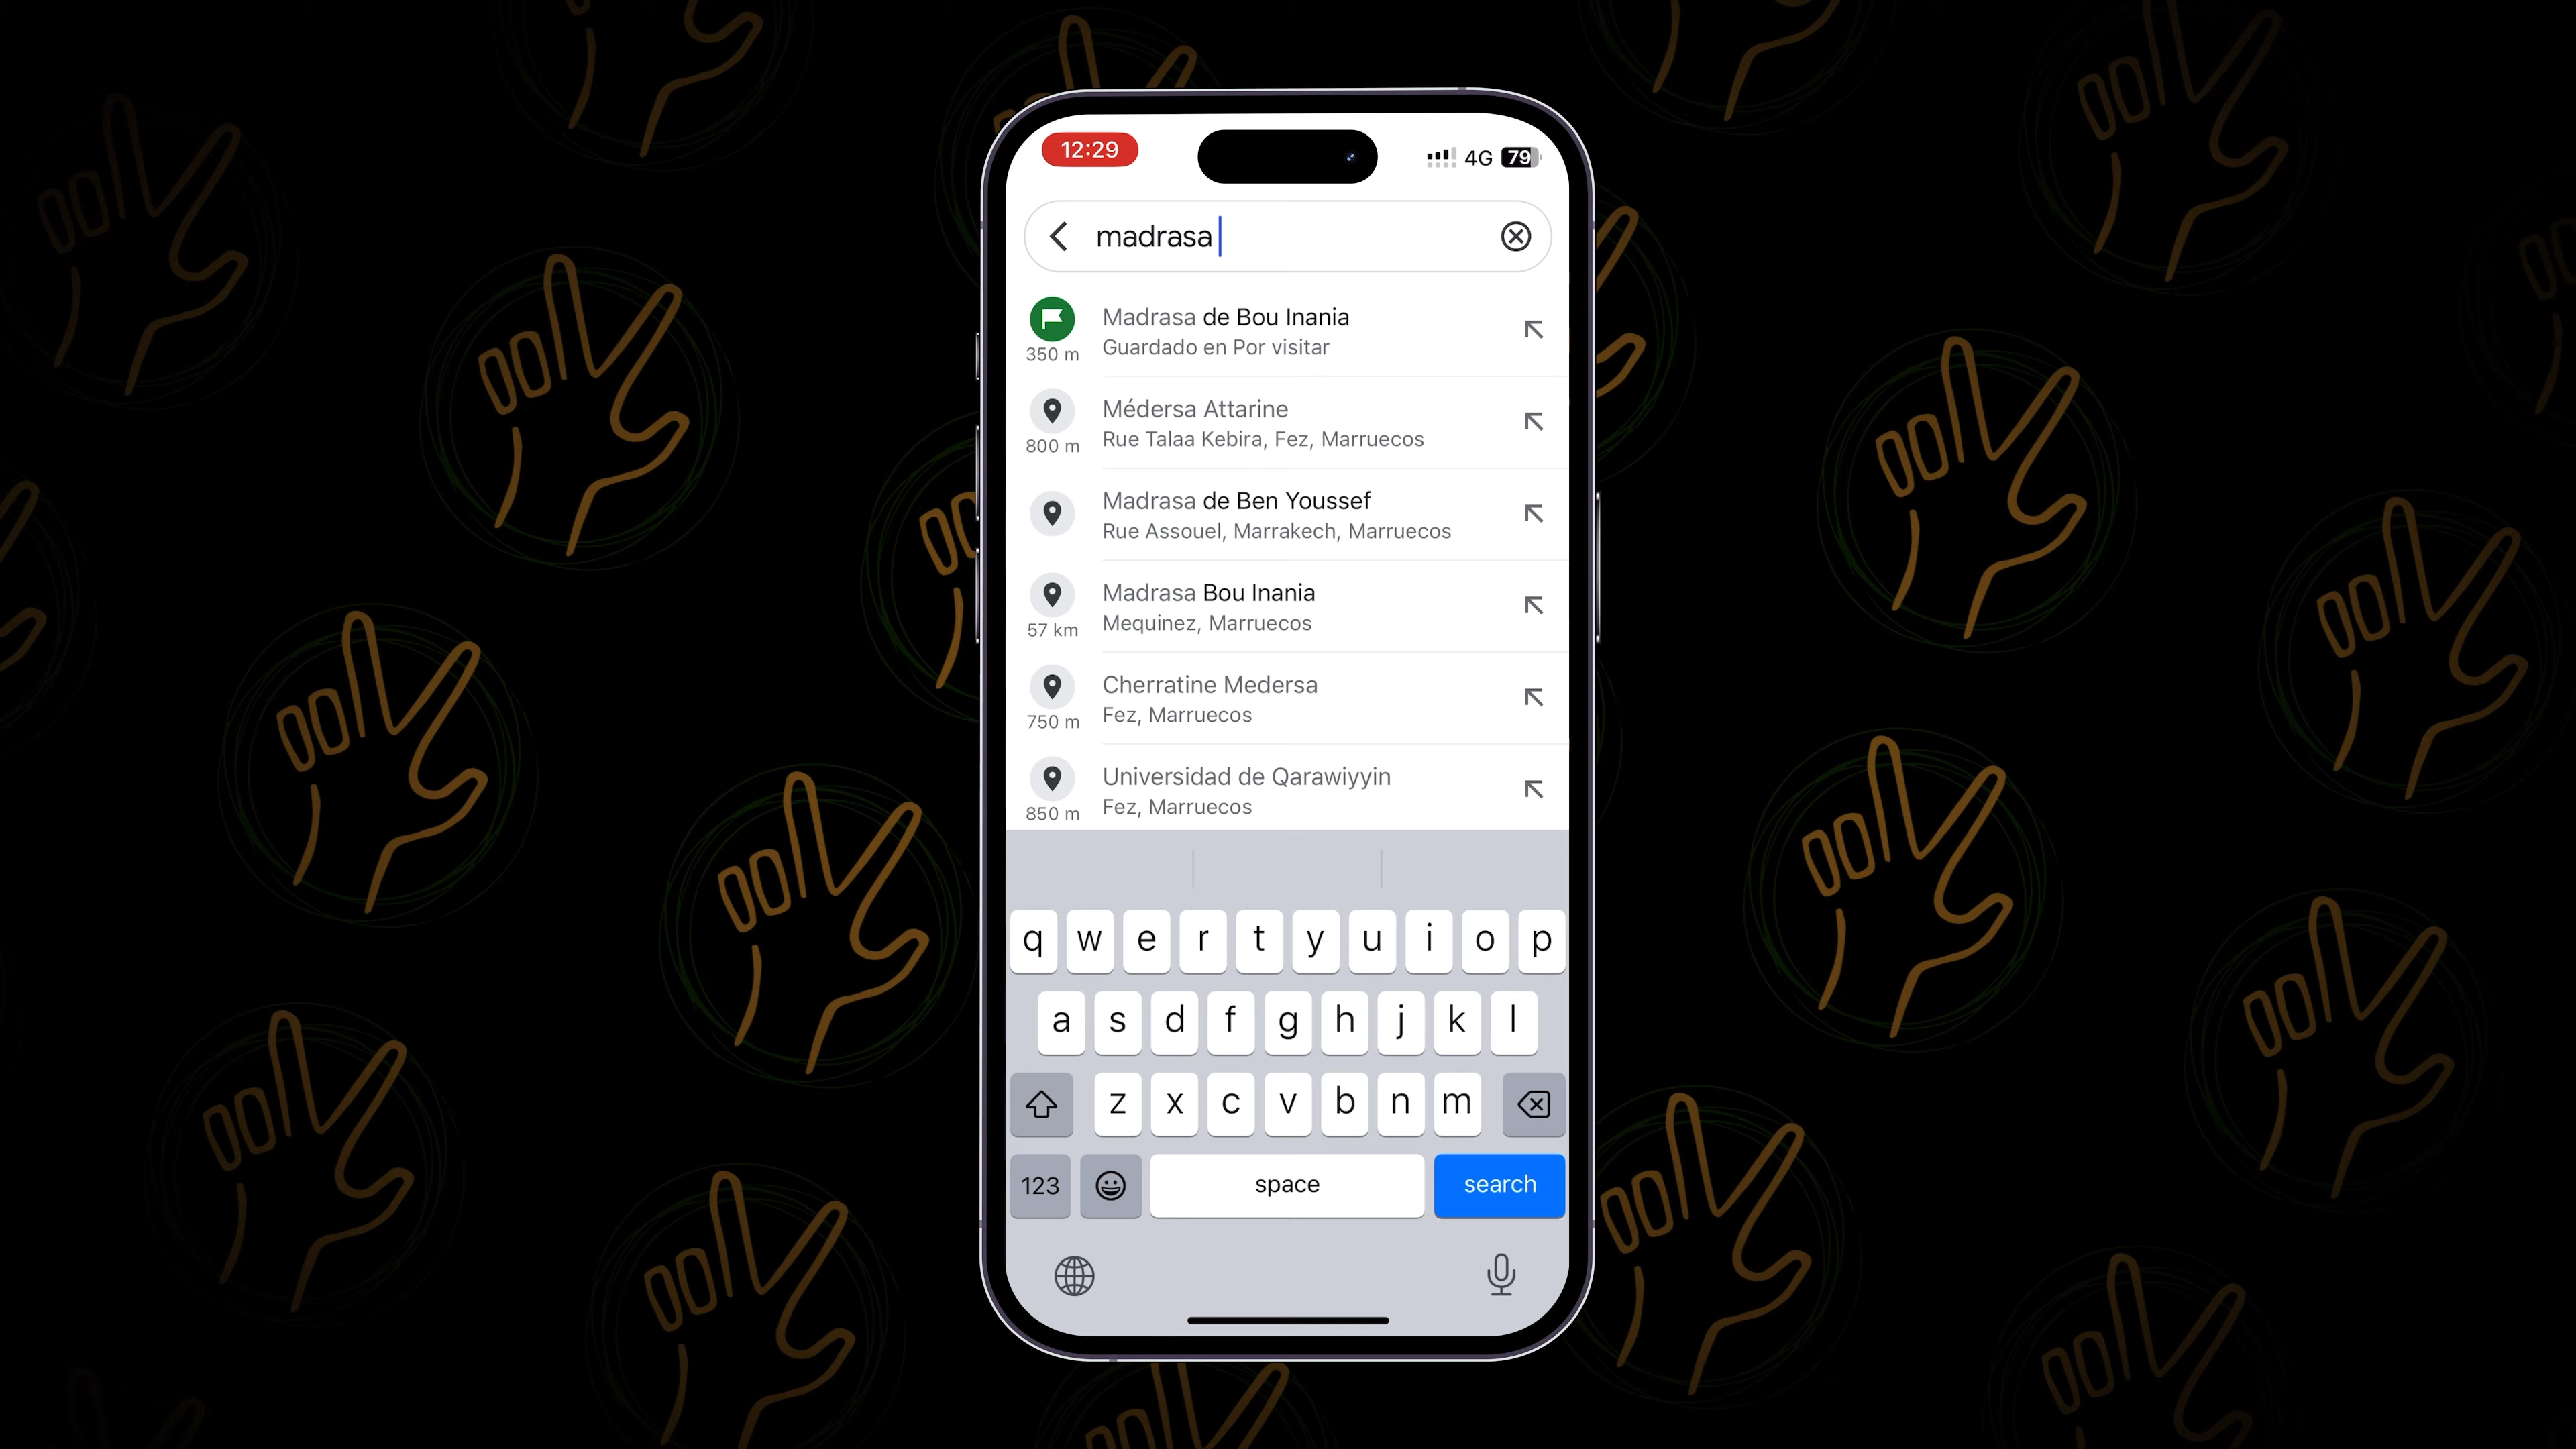 12:29
4G 79
madrasa
Madrasa de Bou Inania
Guardado en Por visitar
350 m
Médersa Attarine
Rue Talaa Kebira, Fez, Marruecos
800 m
Madrasa de Ben Youssef
Rue Assouel, Marrakech, Marruecos
Madrasa Bou Inania
Mequinez, Marruecos
57 km
Cherratine Medersa
Fez, Marruecos
750 m
Universidad de Qarawiyyin
Fez, Marruecos
850 m
q w e r t y u i o p
a s d f g h j k l
z x c v b n m
123 space search